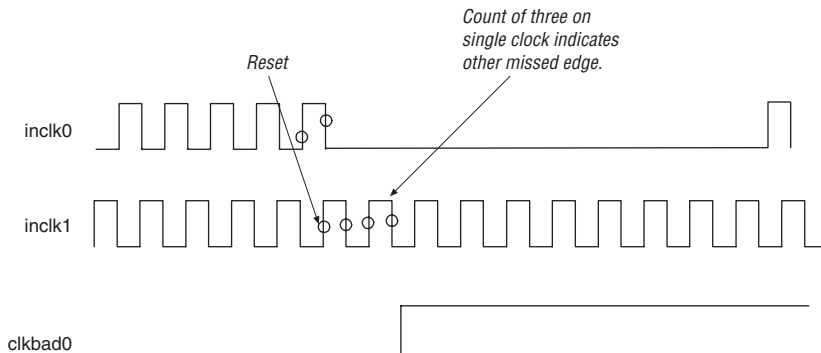 Count of three on
single clock indicates
other missed edge.
Reset
inclk0
inclk1
clkbad0